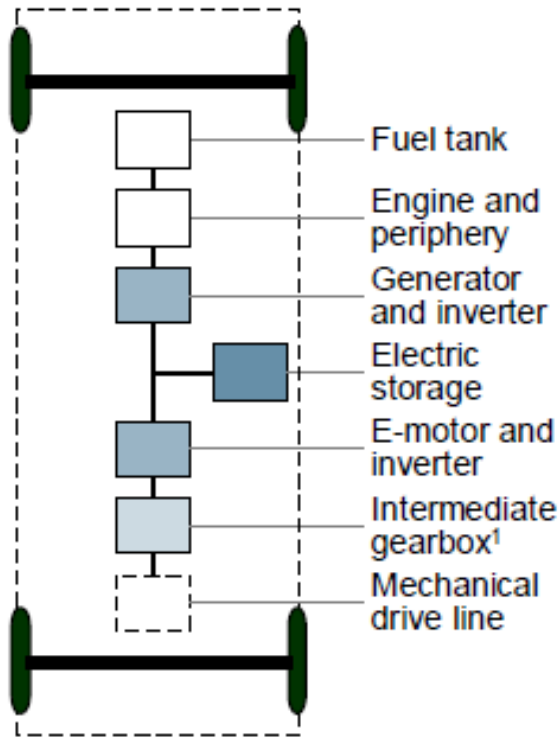 Fuel tank
Engine and
periphery
Generator
and inverter
Electric
storage
E-motor and
inverter
Intermediate
gearbox¹
Mechanical
drive line